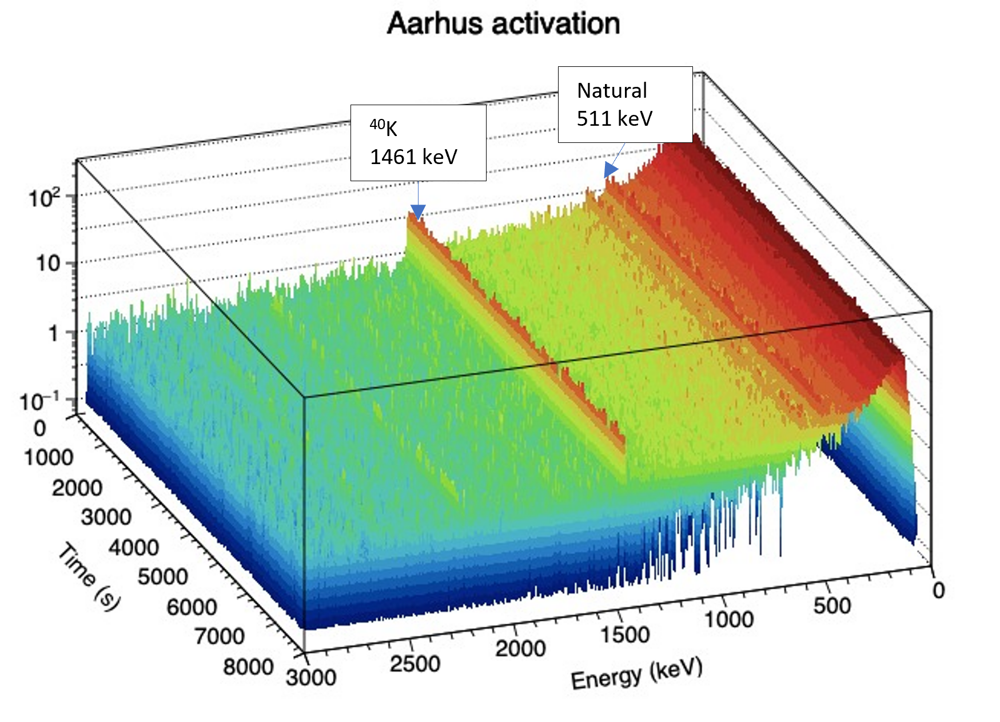 Aarhus activation
Natural
511 keV
⁴⁰K
1461 keV
10²
10
1
10⁻¹
0
1000
2000
3000
4000
5000
6000
7000
8000
Time (s)
3000
2500
2000
1500
1000
500
0
Energy (keV)